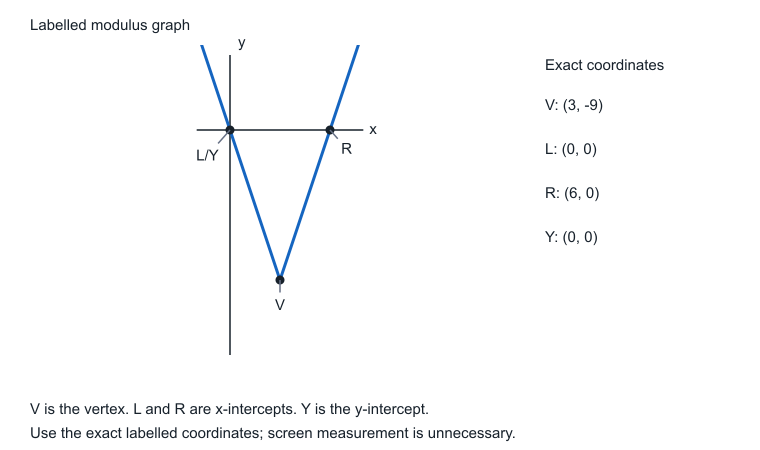 Labelled modulus graph
y
Exact coordinates
V: (3, -9)
x
L/Y
R
L: (0, 0)
R: (6, 0)
Y: (0, 0)
V
V is the vertex. L and R are x-intercepts. Y is the y-intercept.
Use the exact labelled coordinates; screen measurement is unnecessary.